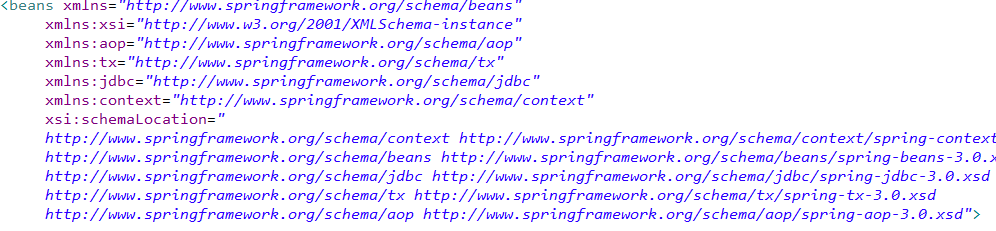 <beans xmlns="http://www.springframework.org/schema/beans"
xmlns:xsi="http://www.w3.org/2001/XMLSchema-instance"
xmlns:aop="http://www.springframework.org/schema/aop"
xmlns:tx="http://www.springframework.org/schema/tx"
xmlns:jdbc="http://www.springframework.org/schema/jdbc"
xmlns:context="http://www.springframework.org/schema/context"
xsi:schemaLocation="
http://www.springframework.org/schema/context http://www.springframework.org/schema/context/spring-context
http://www.springframework.org/schema/beans http://www.springframework.org/schema/beans/spring-beans-3.0.x
http://www.springframework.org/schema/jdbc http://www.springframework.org/schema/jdbc/spring-jdbc-3.0.xsd
http://www.springframework.org/schema/tx http://www.springframework.org/schema/tx/spring-tx-3.0.xsd
http://www.springframework.org/schema/aop http://www.springframework.org/schema/aop/spring-aop-3.0.xsd">